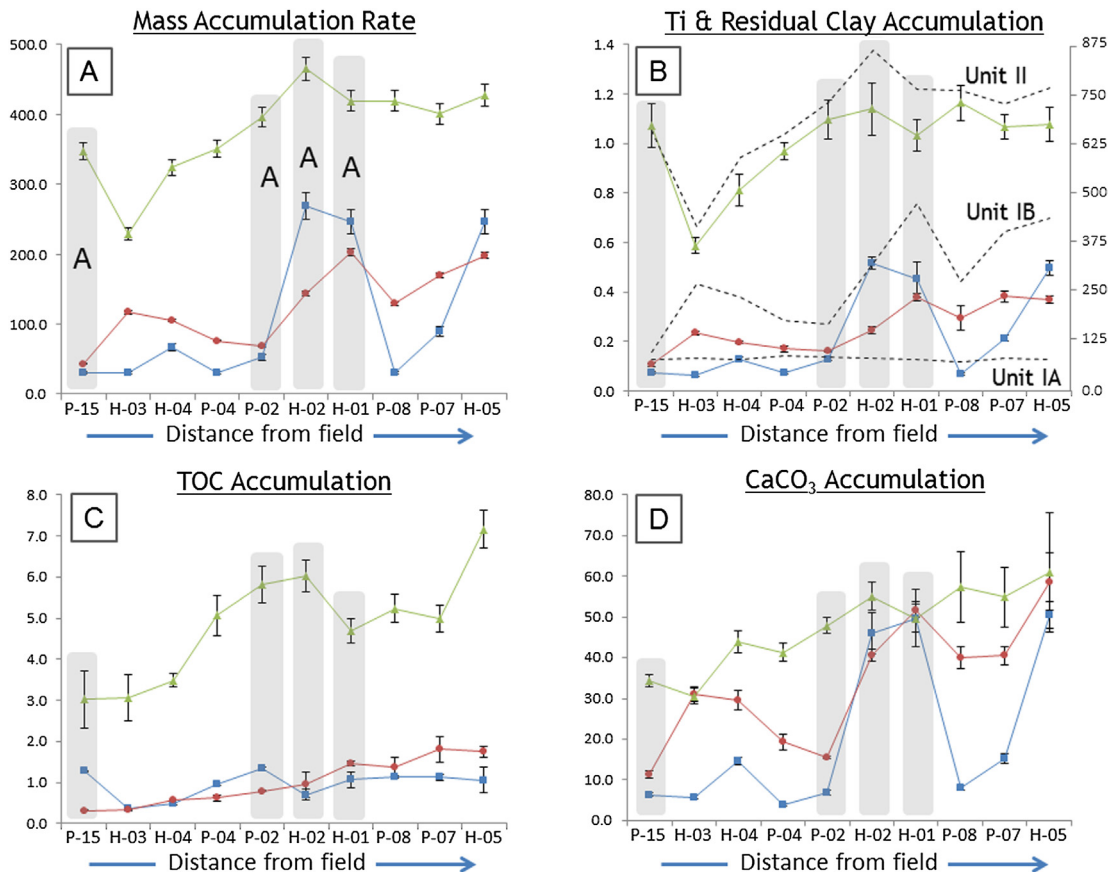 Mass Accumulation Rate
A
500.0
400.0
300.0
200.0
100.0
0.0
A
A
A
A
P-15 H-03 H-04 P-04 P-02 H-02 H-01 P-08 P-07 H-05
Distance from field
Ti & Residual Clay Accumulation
B
1.4
1.2
1.0
0.8
0.6
0.4
0.2
0.0
875
750
625
500
375
250
125
0.0
Unit II
Unit IB
Unit IA
P-15 H-03 H-04 P-04 P-02 H-02 H-01 P-08 P-07 H-05
Distance from field
TOC Accumulation
C
8.0
7.0
6.0
5.0
4.0
3.0
2.0
1.0
0.0
P-15 H-03 H-04 P-04 P-02 H-02 H-01 P-08 P-07 H-05
Distance from field
CaCO₃ Accumulation
D
80.0
70.0
60.0
50.0
40.0
30.0
20.0
10.0
0.0
P-15 H-03 H-04 P-04 P-02 H-02 H-01 P-08 P-07 H-05
Distance from field